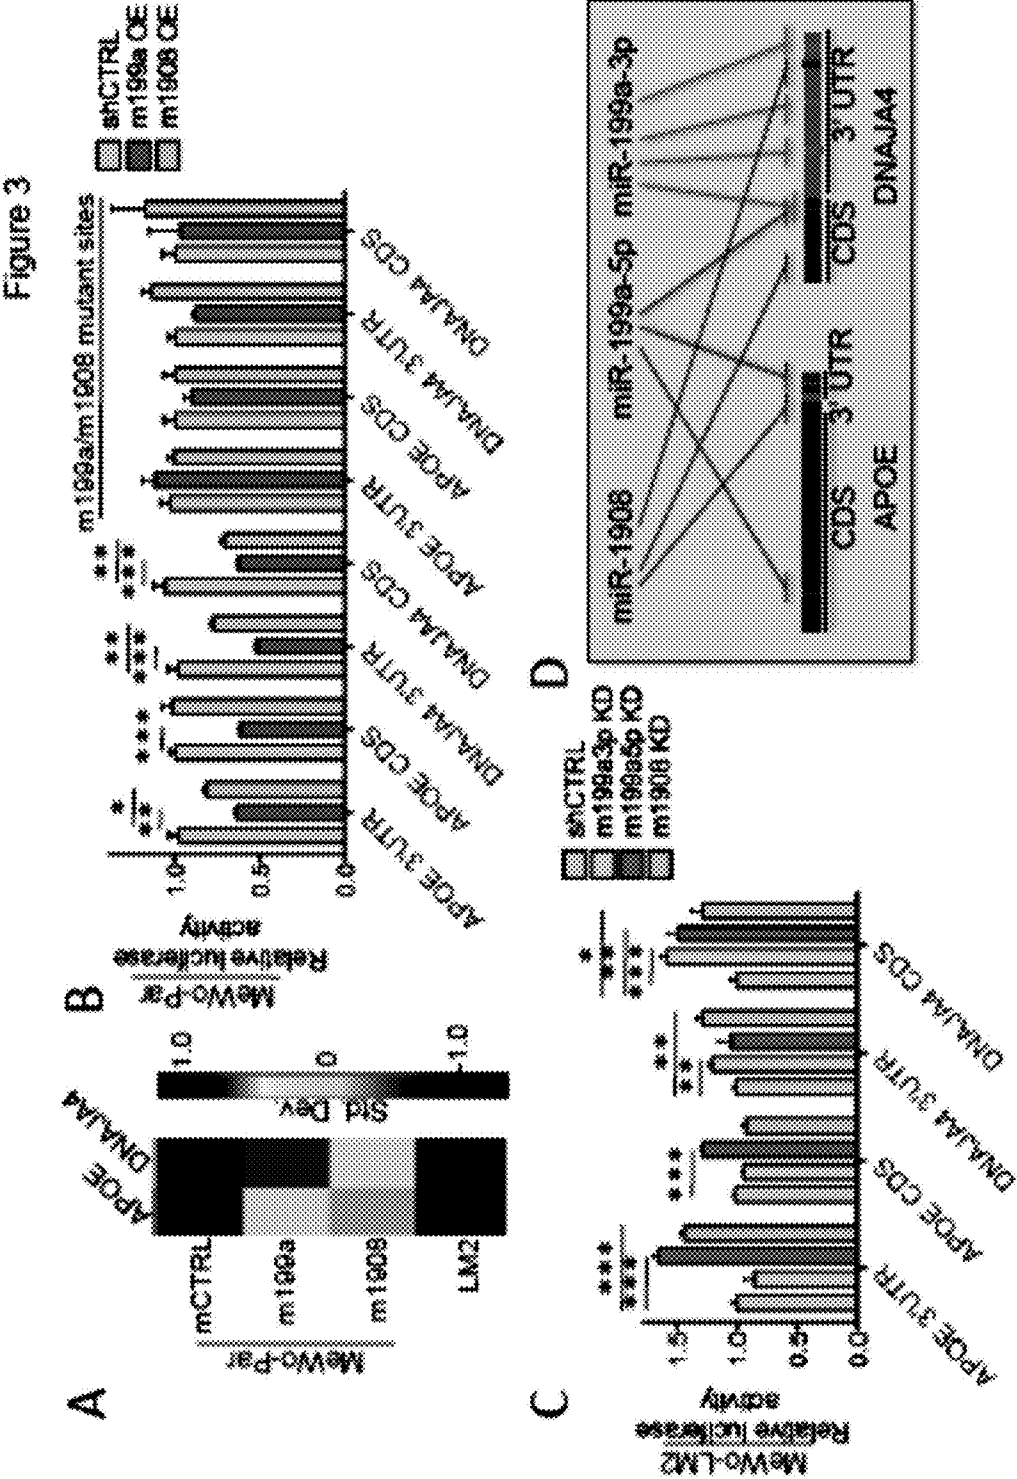 Figure 3
A
APOE
DNAJA4
mCTRL
m199a
m1908
LM2
MeWo-Par
Std. Dev.
1.0
0
-1.0
B
MeWo-Par
Relative luciferase
activity
1.0
0.5
0.0
*
**
***
**
***
**
***
m199a/m1908 mutant sites
shCTRL
m199a OE
m1908 OE
APOE 3'UTR
APOE CDS
DNAJA4 3'UTR
DNAJA4 CDS
APOE 3'UTR
APOE CDS
DNAJA4 3'UTR
DNAJA4 CDS
C
MeWo-LM2
Relative luciferase
activity
1.5
1.0
0.5
0.0
***
***
***
**
**
*
**
***
shCTRL
m199a3p KD
m199a5p KD
m1908 KD
APOE 3'UTR
APOE CDS
DNAJA4 3'UTR
DNAJA4 CDS
D
miR-1908
miR-199a-5p
miR-199a-3p
CDS
3' UTR
CDS
3' UTR
APOE
DNAJA4